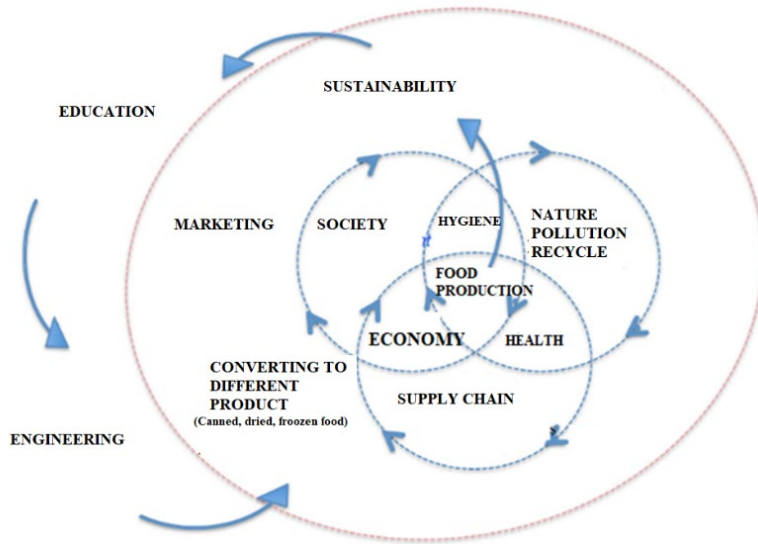 SUSTAINABILITY
EDUCATION
MARKETING
SOCIETY
HYGIENE
NATURE
POLLUTION
RECYCLE
FOOD
PRODUCTION
ECONOMY
HEALTH
CONVERTING TO
DIFFERENT
PRODUCT
(Canned, dried, froozen food)
SUPPLY CHAIN
ENGINEERING